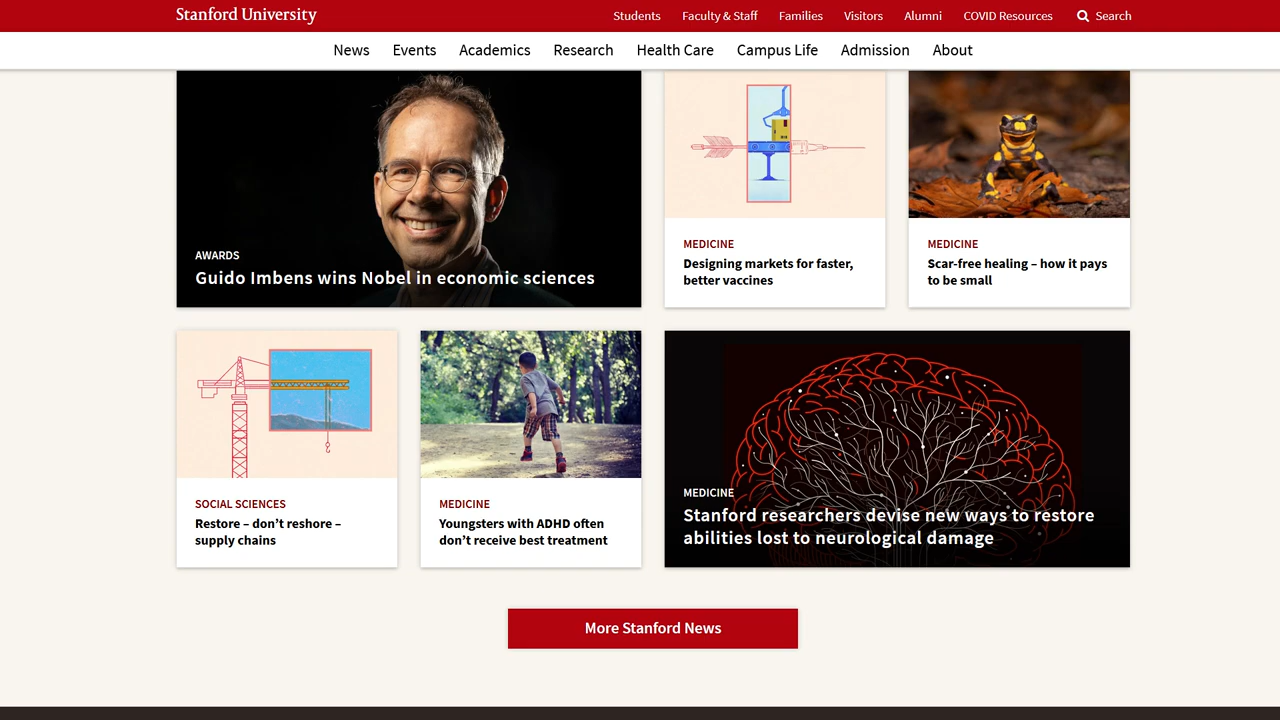 Stanford University
Students
Faculty & Staff
Families
Visitors
Alumni
COVID Resources
Search
News
Events
Academics
Research
Health Care
Campus Life
Admission
About
AWARDS
Guido Imbens wins Nobel in economic sciences
MEDICINE
Designing markets for faster,
better vaccines
MEDICINE
Scar-free healing – how it pays
to be small
SOCIAL SCIENCES
Restore – don’t reshore –
supply chains
MEDICINE
Youngsters with ADHD often
don’t receive best treatment
MEDICINE
Stanford researchers devise new ways to restore
abilities lost to neurological damage
More Stanford News